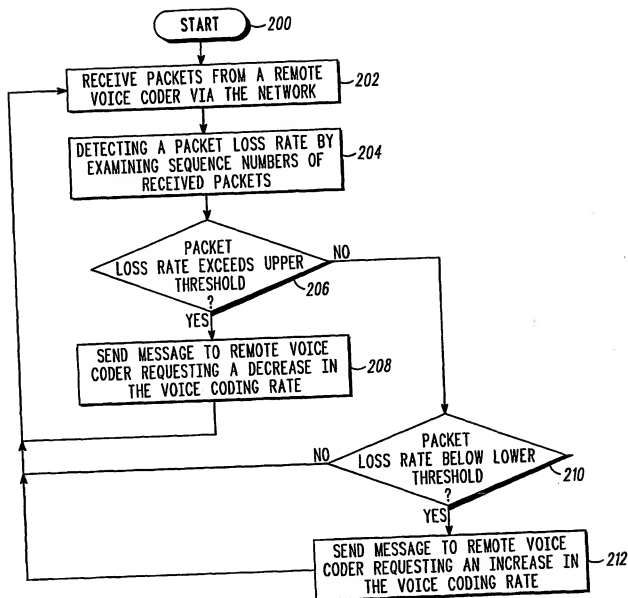 START
200
RECEIVE PACKETS FROM A REMOTE
VOICE CODER VIA THE NETWORK
202
DETECTING A PACKET LOSS RATE BY
EXAMINING SEQUENCE NUMBERS OF
RECEIVED PACKETS
204
PACKET
LOSS RATE EXCEEDS UPPER
THRESHOLD
?
206
NO
YES
SEND MESSAGE TO REMOTE VOICE
CODER REQUESTING A DECREASE IN
THE VOICE CODING RATE
208
PACKET
LOSS RATE BELOW LOWER
THRESHOLD
?
210
NO
YES
SEND MESSAGE TO REMOTE VOICE
CODER REQUESTING AN INCREASE IN
THE VOICE CODING RATE
212